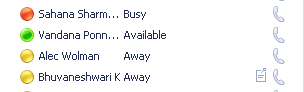 Sahana Sharm... Busy
Vandana Ponn... Available
Alec Wolman Away
Bhuvaneshwari K Away